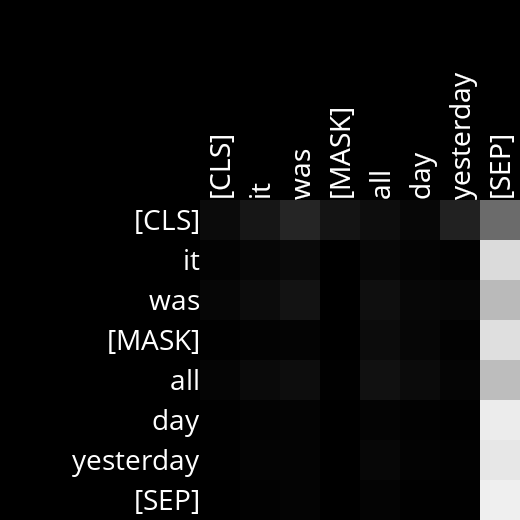 [CLS]
it
was
[MASK]
all
day
yesterday
[SEP]
[CLS]
it
was
[MASK]
all
day
yesterday
[SEP]